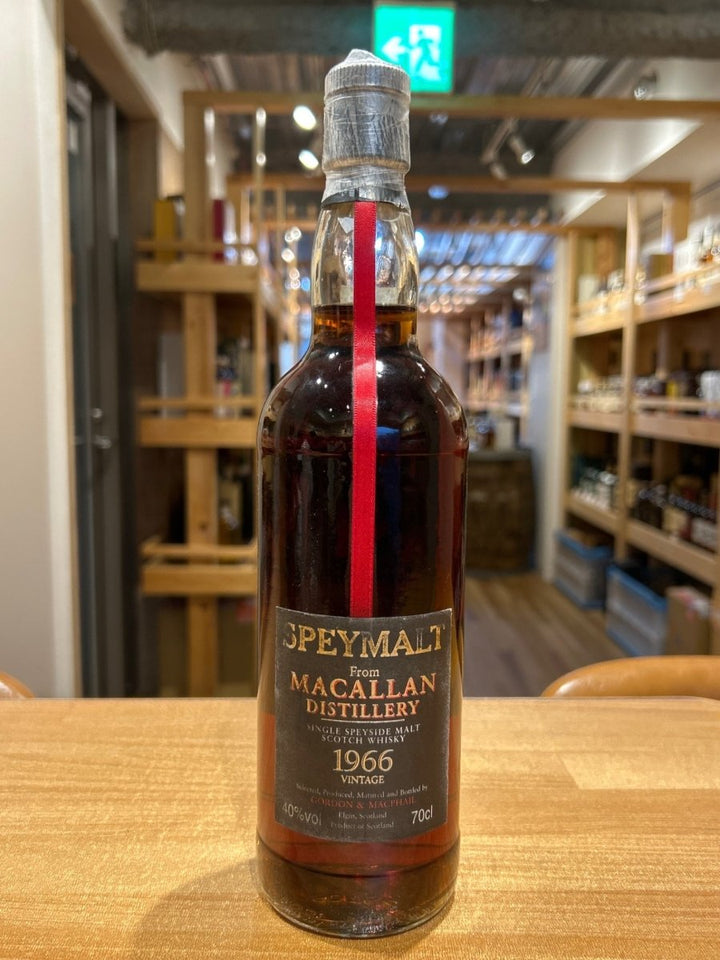 SPEYMALT
From
MACALLAN
DISTILLERY
SINGLE SPEYSIDE MALT
SCOTCH WHISKY
1966
VINTAGE
Selected, Produced, Matured and Bottled by
GORDON & MACPHAIL
40%vol
Elgin, Scotland
Product of Scotland
70cl